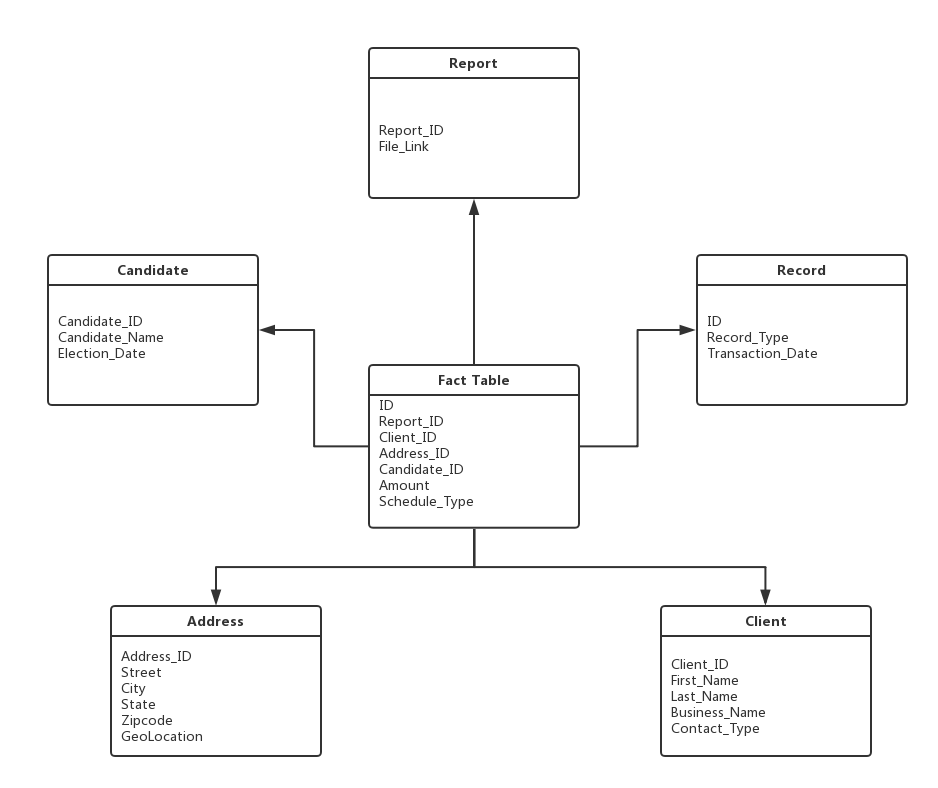 Report
Report_ID
File_Link
Candidate
Candidate_ID
Candidate_Name
Election_Date
Record
ID
Record_Type
Transaction_Date
Fact Table
ID
Report_ID
Client_ID
Address_ID
Candidate_ID
Amount
Schedule_Type
Address
Address_ID
Street
City
State
Zipcode
GeoLocation
Client
Client_ID
First_Name
Last_Name
Business_Name
Contact_Type